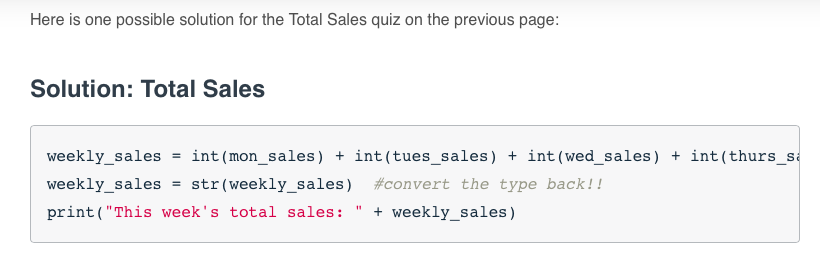 Here is one possible solution for the Total Sales quiz on the previous page:
Solution: Total Sales
weekly_sales = int(mon_sales) + int(tues_sales) + int(wed_sales) + int(thurs_s
weekly_sales = str(weekly_sales)  #convert the type back!!
print("This week's total sales: " + weekly_sales)